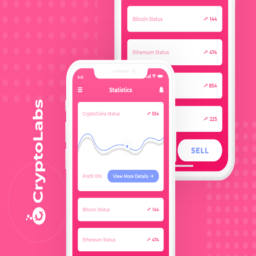 CryptoLabs
Statistics
CryptoCoins Status
554
View More Details →
Bitcoin Status
144
Ethereum Status
474
Bitcoin Status
144
Ethereum Status
474
854
225
SELL